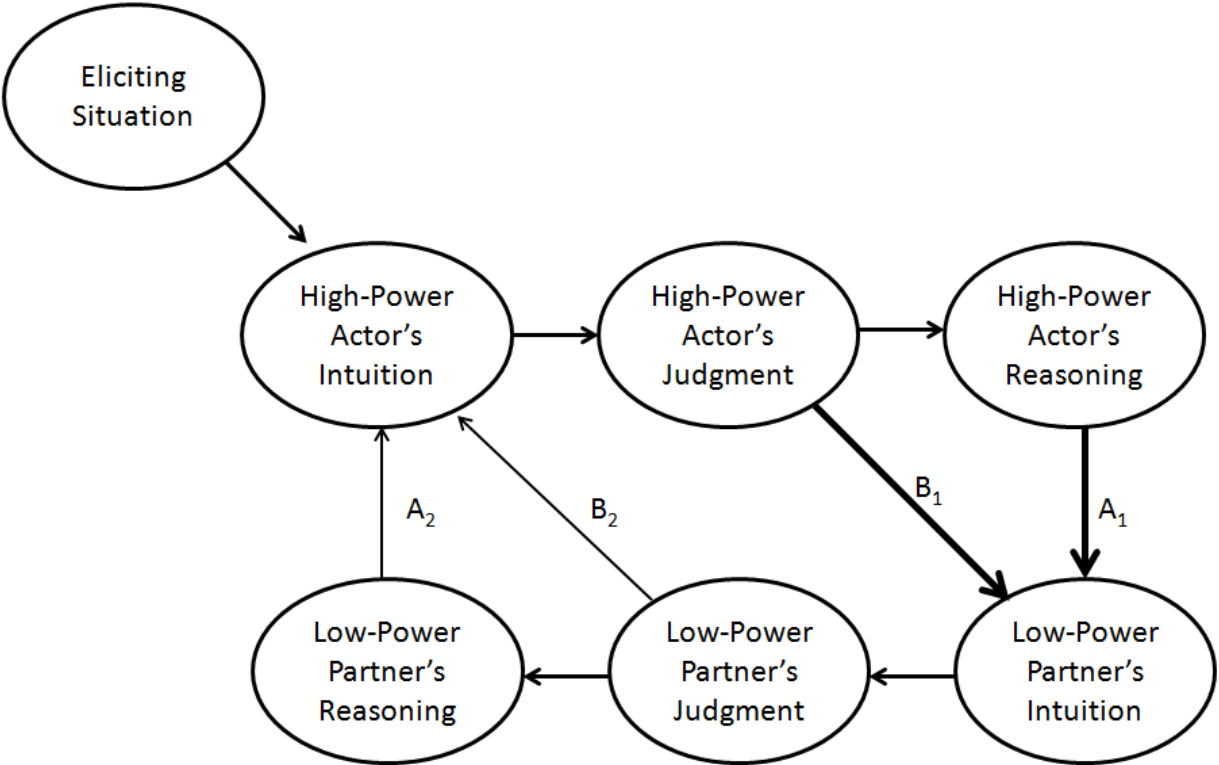 Eliciting
Situation
High-Power
Actor’s
Intuition
High-Power
Actor’s
Judgment
High-Power
Actor’s
Reasoning
A2
B2
B1
A1
Low-Power
Partner’s
Reasoning
Low-Power
Partner’s
Judgment
Low-Power
Partner’s
Intuition